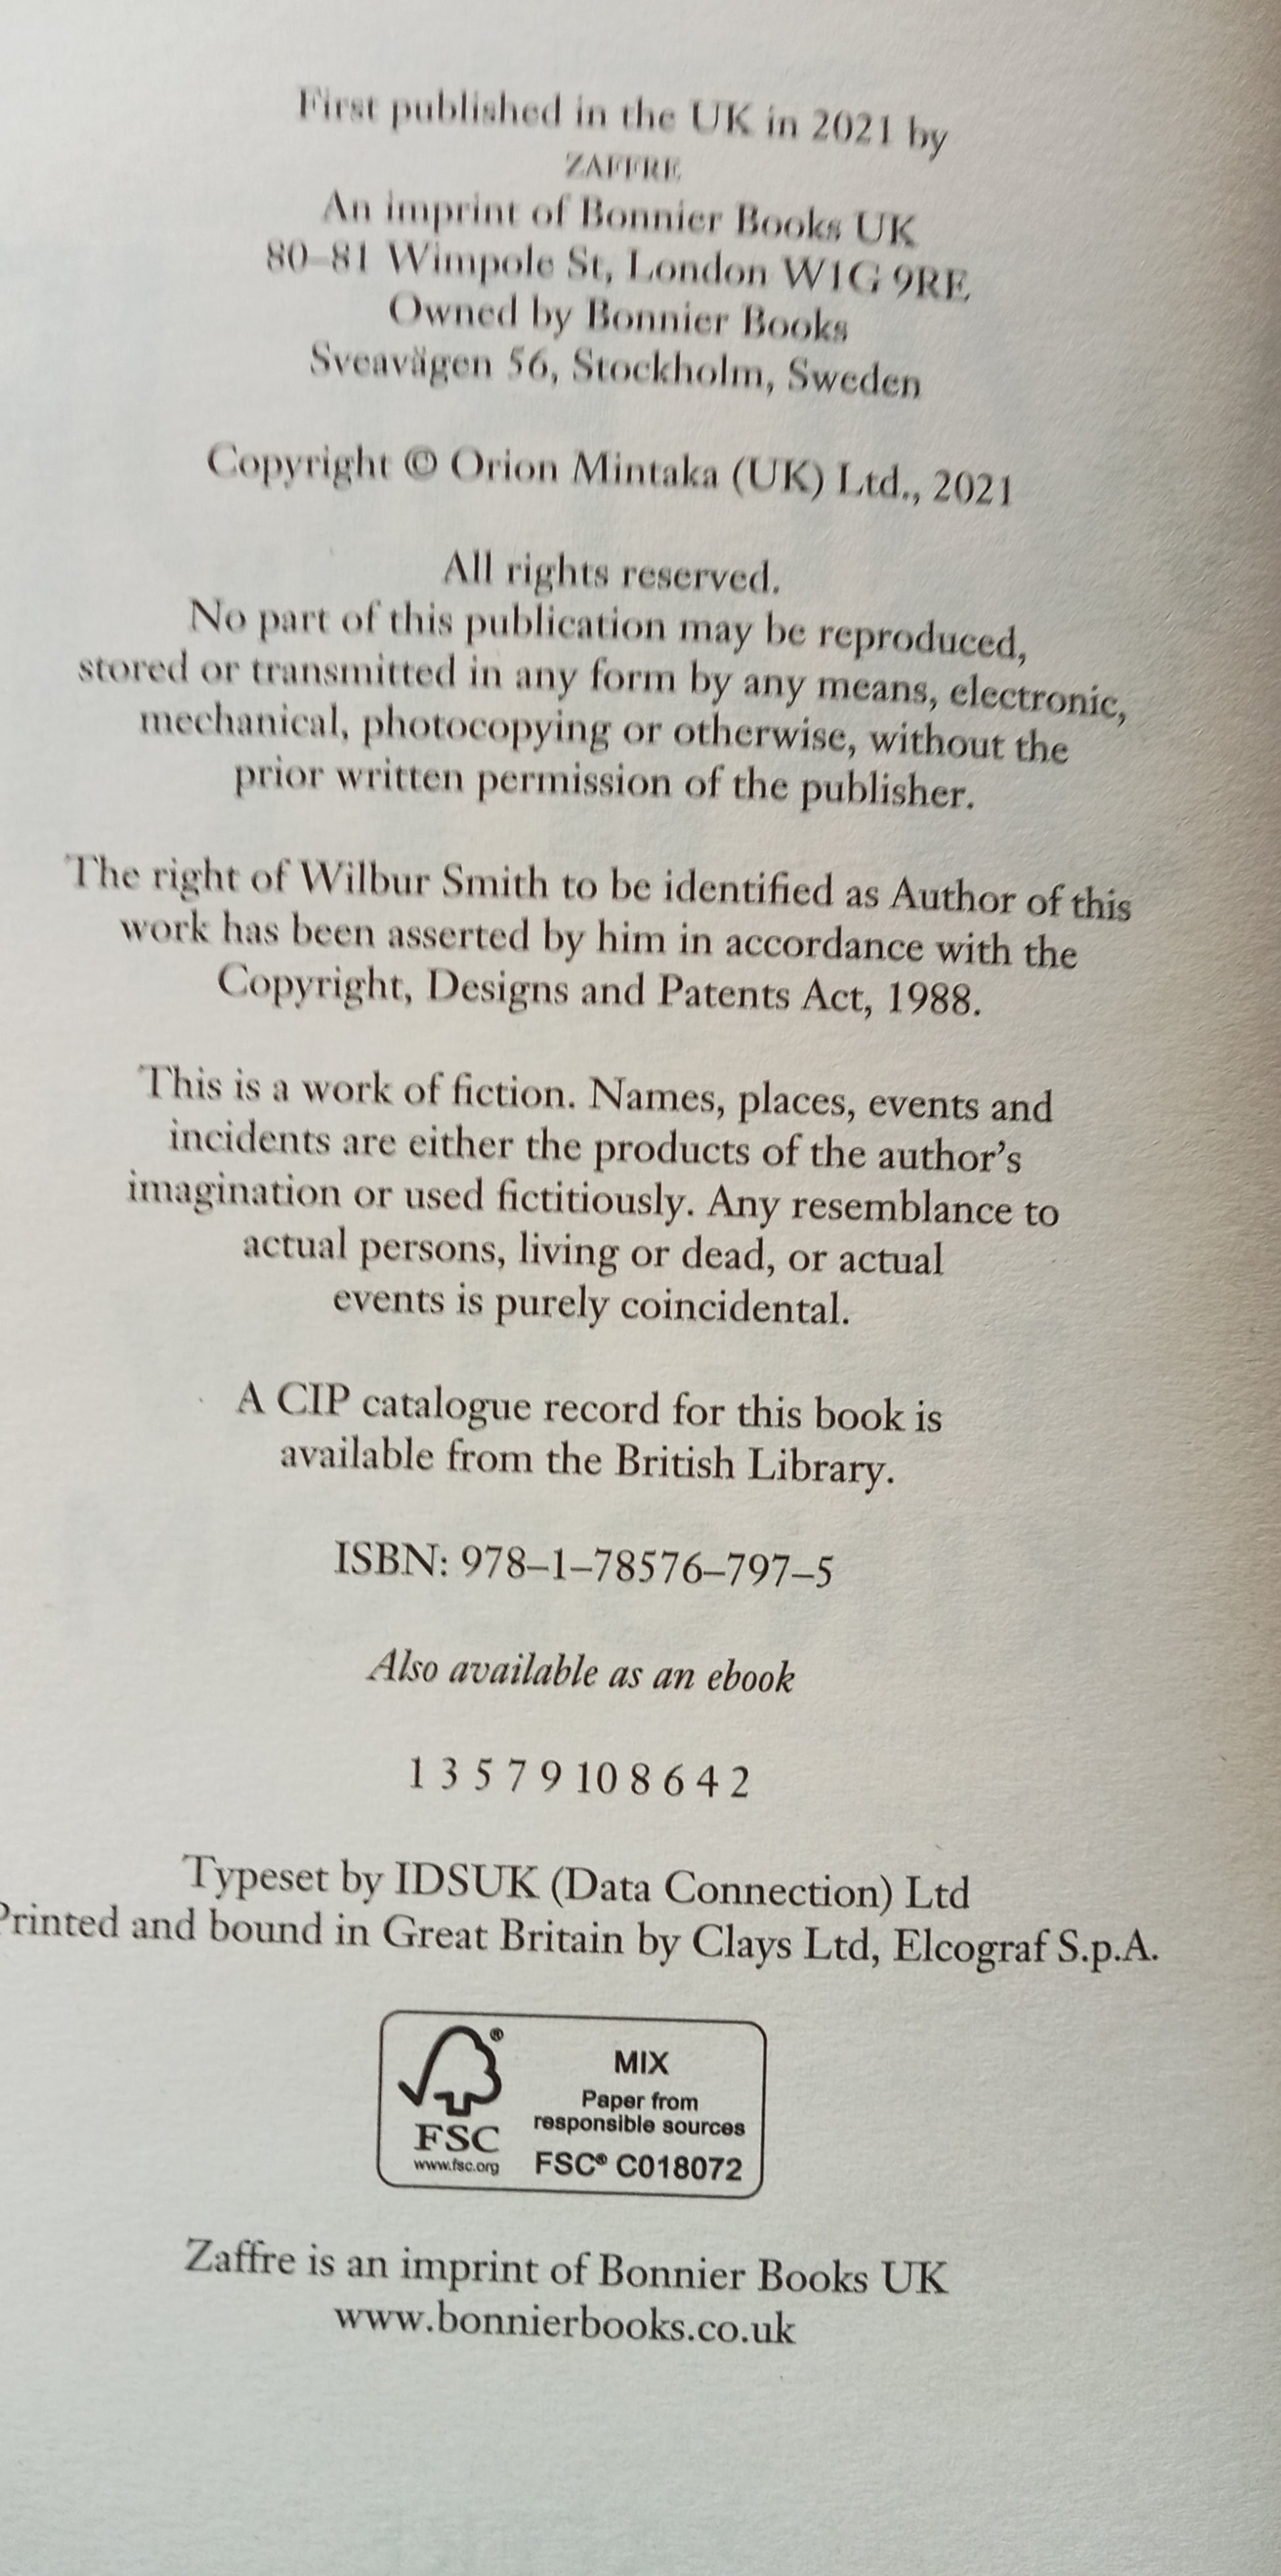 First published in the UK in 2021 by
ZAFFRE
An imprint of Bonnier Books UK
80–81 Wimpole St, London W1G 9RE
Owned by Bonnier Books
Sveavägen 56, Stockholm, Sweden
Copyright © Orion Mintaka (UK) Ltd., 2021
All rights reserved.
No part of this publication may be reproduced,
stored or transmitted in any form by any means, electronic,
mechanical, photocopying or otherwise, without the
prior written permission of the publisher.
The right of Wilbur Smith to be identified as Author of this
work has been asserted by him in accordance with the
Copyright, Designs and Patents Act, 1988.
This is a work of fiction. Names, places, events and
incidents are either the products of the author's
imagination or used fictitiously. Any resemblance to
actual persons, living or dead, or actual
events is purely coincidental.
A CIP catalogue record for this book is
available from the British Library.
ISBN: 978–1–78576–797–5
Also available as an ebook
1 3 5 7 9 10 8 6 4 2
Typeset by IDSUK (Data Connection) Ltd
Printed and bound in Great Britain by Clays Ltd, Elcograf S.p.A.
®
FSC
www.fsc.org
MIX
Paper from
responsible sources
FSC® C018072
Zaffre is an imprint of Bonnier Books UK
www.bonnierbooks.co.uk